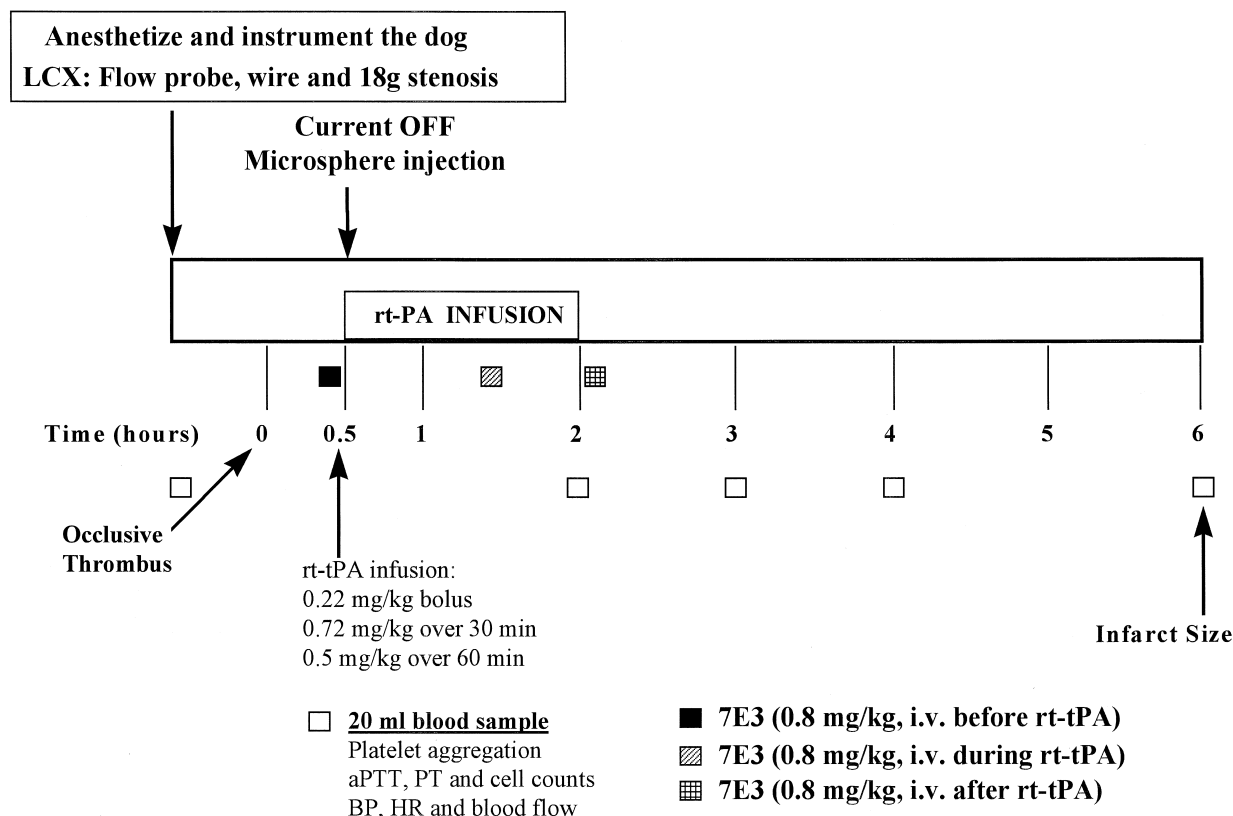 Anesthetize and instrument the dog
LCX: Flow probe, wire and 18g stenosis
Current OFF
Microsphere injection
rt-PA INFUSION
Time (hours) 0 0.5 1 2 3 4 5 6
Occlusive
Thrombus
rt-tPA infusion:
0.22 mg/kg bolus
0.72 mg/kg over 30 min
0.5 mg/kg over 60 min
Infarct Size
20 ml blood sample
Platelet aggregation
aPTT, PT and cell counts
BP, HR and blood flow
7E3 (0.8 mg/kg, i.v. before rt-tPA)
7E3 (0.8 mg/kg, i.v. during rt-tPA)
7E3 (0.8 mg/kg, i.v. after rt-tPA)